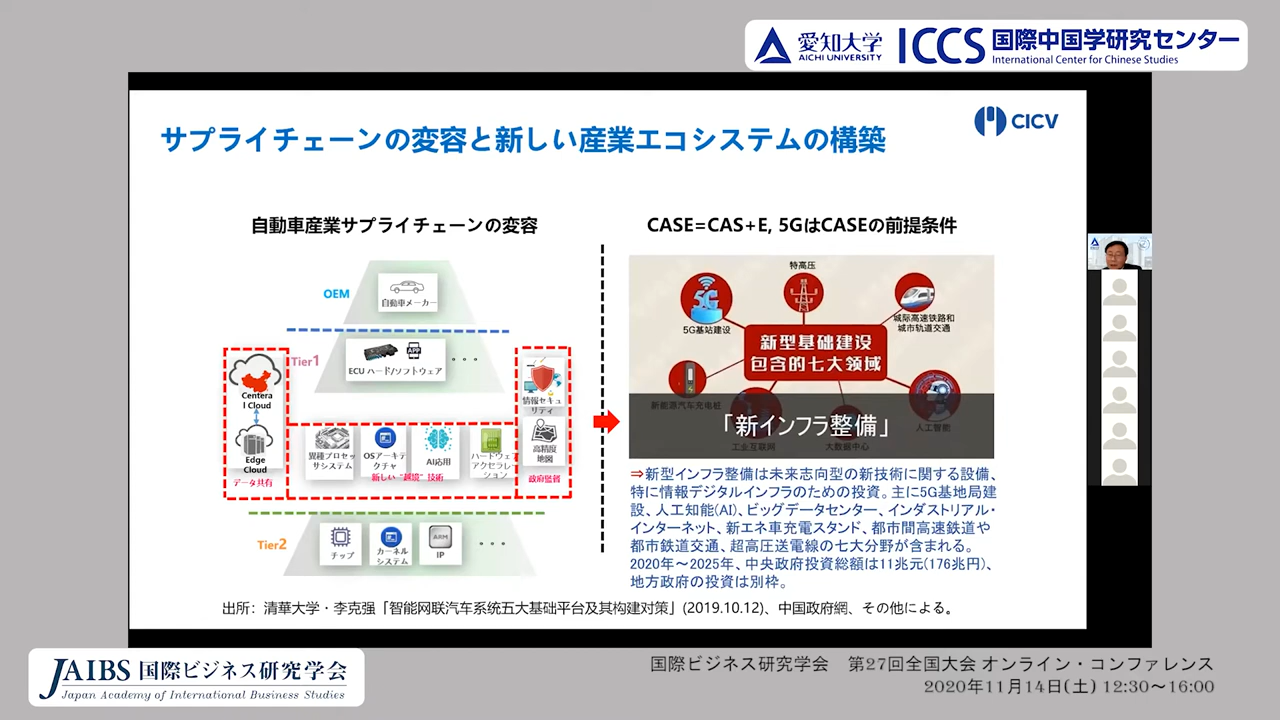 愛知大学
AICHI UNIVERSITY
ICCS 国際中国学研究センター
International Center for Chinese Studies
サプライチェーンの変容と新しい産業エコシステムの構築
CICV
自動車産業サプライチェーンの変容
OEM
自動車メーカー
Tier1
APP
ECU ハード/ソフトウェア
・・・
Centera
l Cloud
Edge
Cloud
データ共有
異種プロセッ
サシステム
OSアーキテ
クチャ
AI応用
ハードウェア
アクセラレー
ション
新しい"越境"技術
情報セキュ
リティ
高精度
地図
政府監督
Tier2
チップ
カーネル
システム
ARM
IP
・・・
CASE=CAS+E, 5GはCASEの前提条件
特高压
5G
5G基站建设
城际高速铁路和
城市轨道交通
新型基础建设
包含的七大领域
新能源汽车充电桩
人工智能
工业互联网
大数据中心
「新インフラ整備」
⇒新型インフラ整備は未来志向型の新技術に関する設備、
特に情報デジタルインフラのための投資。主に5G基地局建
設、人工知能(AI)、ビッグデータセンター、インダストリアル・
インターネット、新エネ車充電スタンド、都市間高速鉄道や
都市鉄道交通、超高圧送電線の七大分野が含まれる。
2020年～2025年、中央政府投資総額は11兆元(176兆円)、
地方政府の投資は別枠。
出所：清華大学・李克强「智能网联汽车系统五大基础平台及其构建对策」(2019.10.12)、中国政府網、その他による。
JAIBS 国際ビジネス研究学会
Japan Academy of International Business Studies
国際ビジネス研究学会　第27回全国大会 オンライン・コンファレンス
2020年11月14日(土) 12:30～16:00